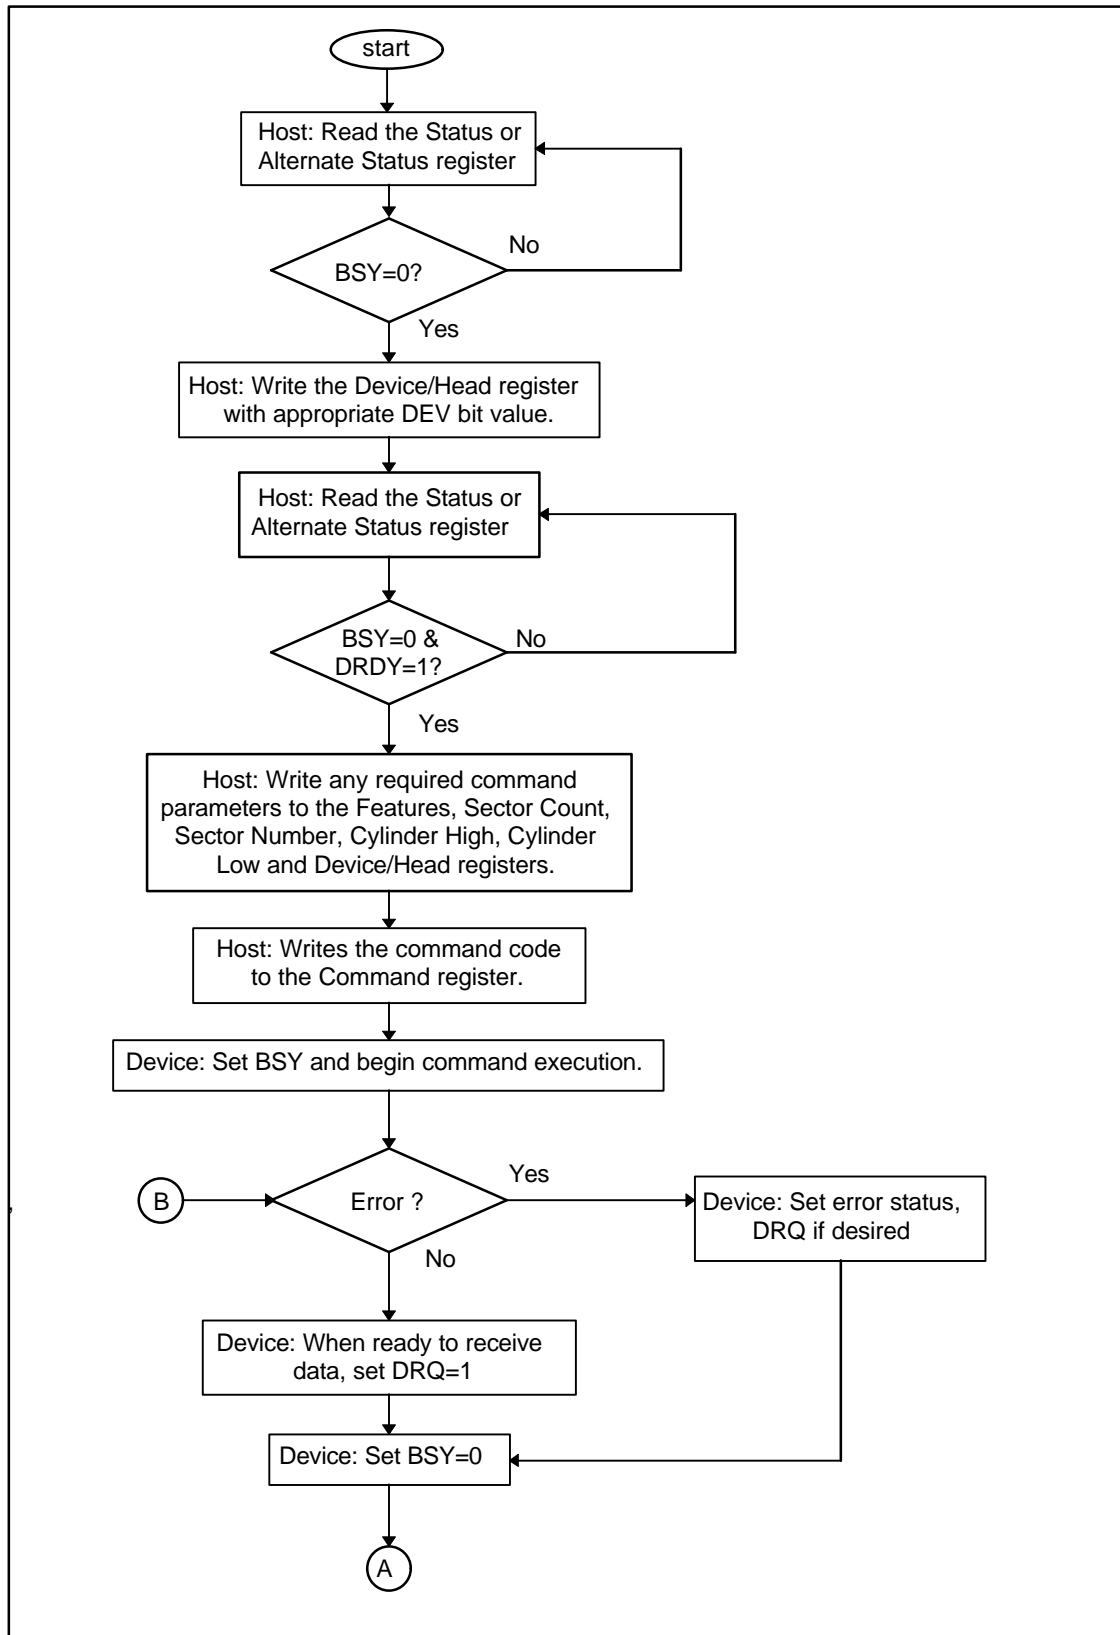 start
Host: Read the Status or
Alternate Status register
No
BSY=0?
Yes
Host: Write the Device/Head register
with appropriate DEV bit value.
Host: Read the Status or
Alternate Status register
BSY=0 &
DRDY=1?
No
Yes
Host: Write any required command
parameters to the Features, Sector Count,
Sector Number, Cylinder High, Cylinder
Low and Device/Head registers.
Host: Writes the command code
to the Command register.
Device: Set BSY and begin command execution.
Yes
B
Error ?
Device: Set error status,
DRQ if desired
,
No
Device: When ready to receive
data, set DRQ=1
Device: Set BSY=0
A